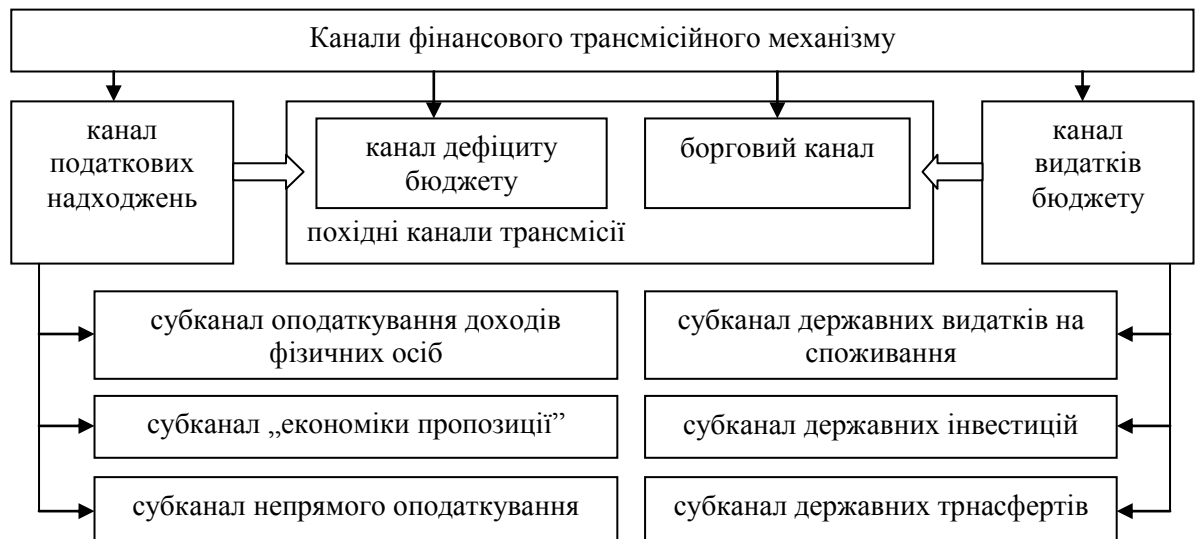 Канали фінансового трансмісійного механізму
канал
податкових
надходжень
канал дефіциту
бюджету
борговий канал
похідні канали трансмісії
канал
видатків
бюджету
субканал оподаткування доходів
фізичних осіб
субканал державних видатків на
споживання
субканал „економіки пропозиції”
субканал державних інвестицій
субканал непрямого оподаткування
субканал державних трнасфертів